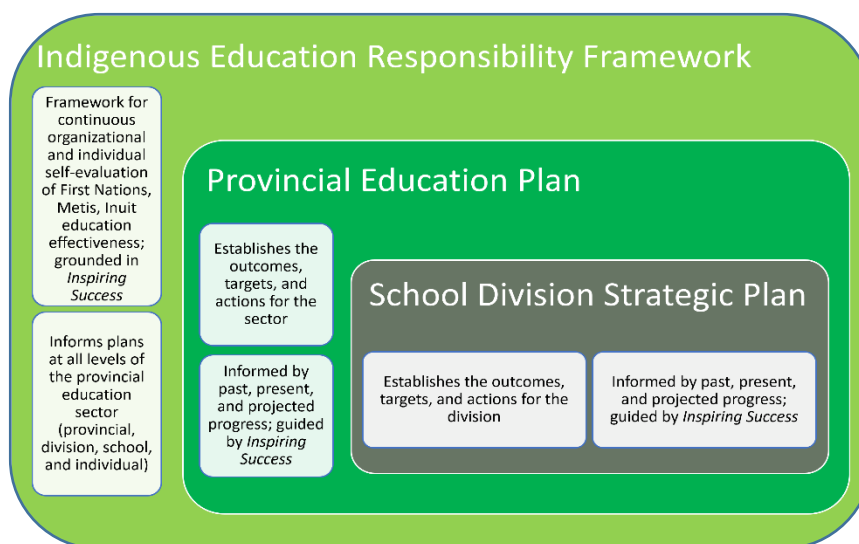 Indigenous Education Responsibility Framework
Framework for
continuous
organizational
and individual
self-evaluation
of First Nations,
Metis, Inuit
education
effectiveness;
grounded in
Inspiring
Success
Informs plans
at all levels of
the provincial
education
sector
(provincial,
division, school,
and individual)
Provincial Education Plan
Establishes the
outcomes,
targets, and
actions for the
sector
Informed by
past, present,
and projected
progress; guided
by Inspiring
Success
School Division Strategic Plan
Establishes the outcomes,
targets, and actions for the
division
Informed by past, present,
and projected progress;
guided by Inspiring Success